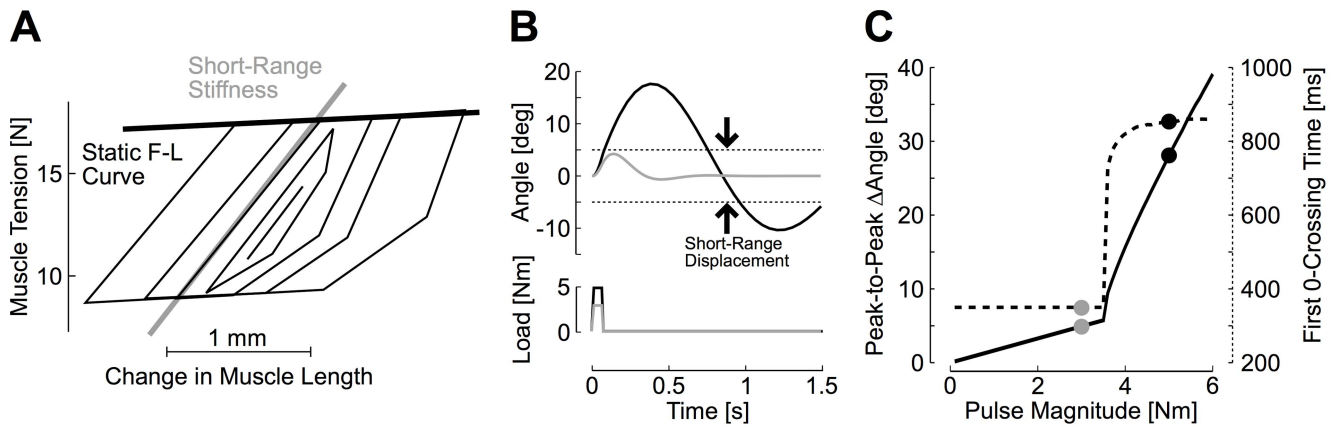 A
Short-Range
Stiffness
Static F-L
Curve
Muscle Tension [N]
15
10
1 mm
Change in Muscle Length
B
20
10
0
-10
Angle [deg]
Short-Range
Displacement
5
0
Load [Nm]
0 0.5 1 1.5
Time [s]
C
40
30
20
10
0
Peak-to-Peak ΔAngle [deg]
1000
800
600
400
200
First 0-Crossing Time [ms]
2 4 6
Pulse Magnitude [Nm]